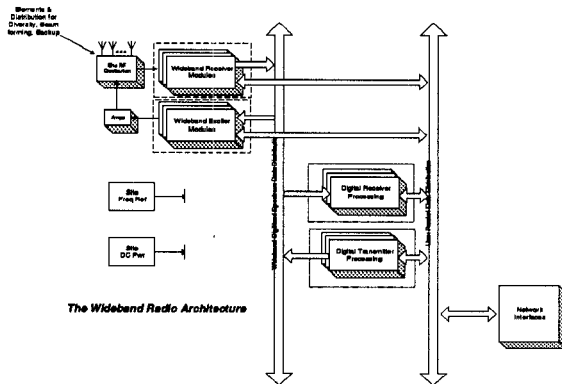 Elements &
Distribution for
Diversity, Beam
forming, Backup
Site RF
Distribution
Wideband Receiver
Modules
Amps
Wideband Exciter
Modules
Site
Freq Ref
Digital Receiver
Processing
Site
DC Pwr
Digital Transmitter
Processing
The Wideband Radio Architecture
Network
Interfaces
Wideband Digitized Spectrum Data Distribution